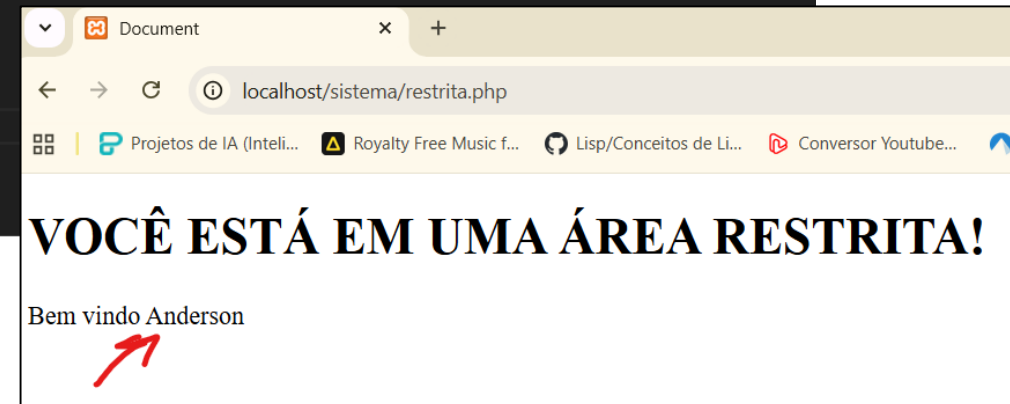 Document
localhost/sistema/restrita.php
Projetos de IA (Inteli... Royalty Free Music f... Lisp/Conceitos de Li... Conversor Youtube...
VOCÊ ESTÁ EM UMA ÁREA RESTRITA!
Bem vindo Anderson